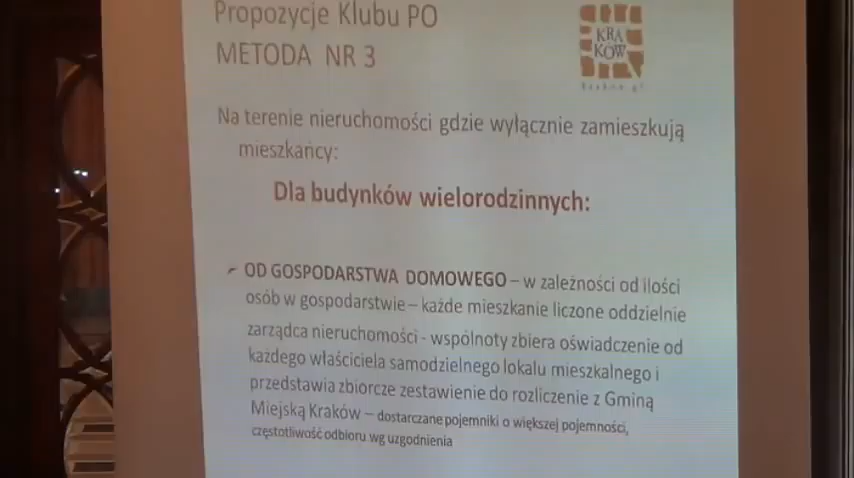 Propozycje Klubu PO
METODA NR 3
KRA
KÓW
Na terenie nieruchomości gdzie wyłącznie zamieszkują
mieszkańcy:
Dla budynków wielorodzinnych:
OD GOSPODARSTWA DOMOWEGO – w zależności od ilości
osób w gospodarstwie – każde mieszkanie liczone oddzielnie
zarządca nieruchomości - wspólnoty zbiera oświadczenie od
każdego właściciela samodzielnego lokalu mieszkalnego i
przedstawia zbiorcze zestawienie do rozliczenie z Gminą
Miejską Kraków – dostarczane pojemniki o większej pojemności,
częstotliwość odbioru wg uzgodnienia